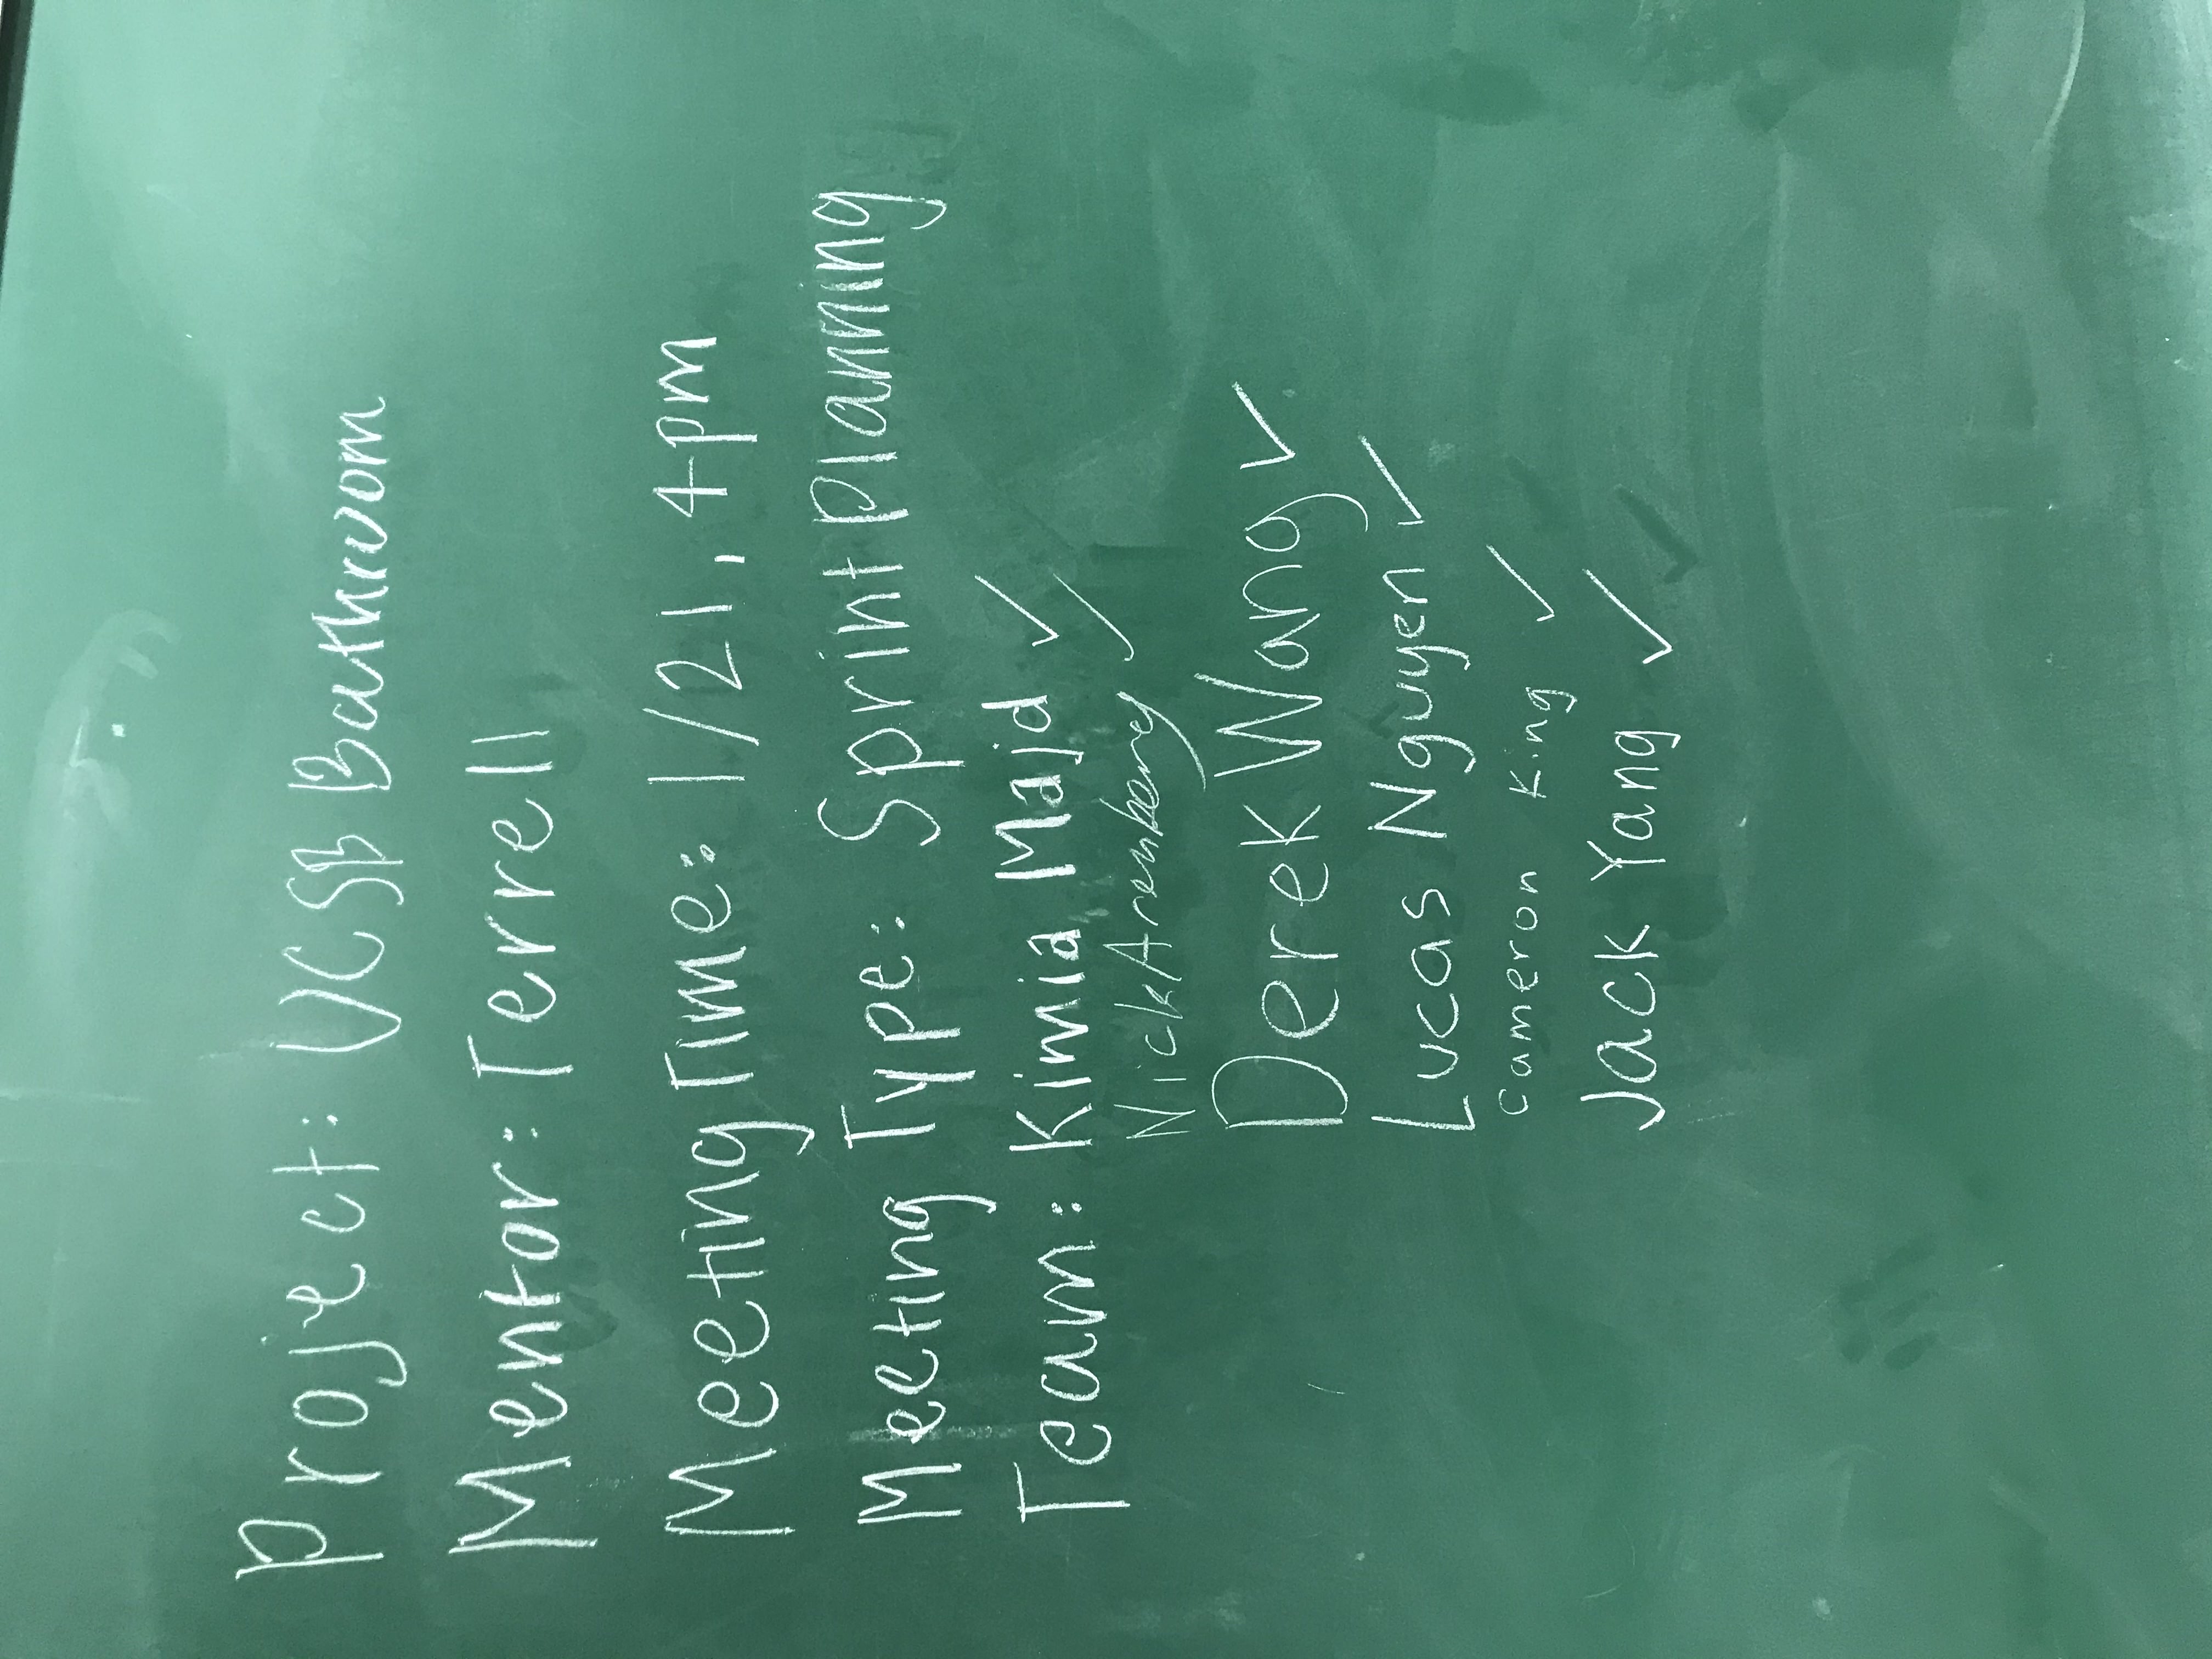 Project: UCSB Bathroom
Mentor: Terrell
Meeting Time: 1/21, 4pm
Meeting Type: Sprint Planning
Team: Kimia Majd ✓
Nick Arenberg ✓
Derek Wang ✓
Lucas Nguyen ✓
Cameron King ✓
Jack Yang ✓